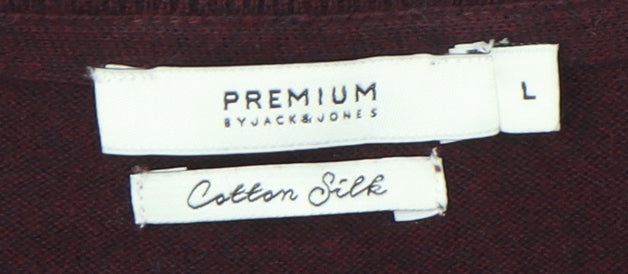 PREMIUM
BY JACK & JONES
L
Cotton Silk